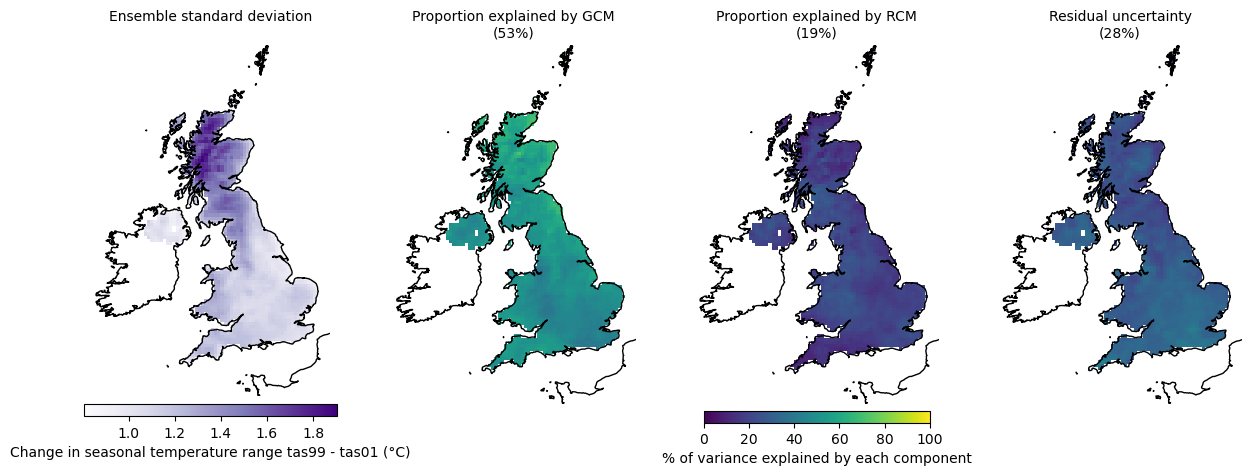 Ensemble standard deviation
Proportion explained by GCM
(53%)
Proportion explained by RCM
(19%)
Residual uncertainty
(28%)
1.0 1.2 1.4 1.6 1.8
Change in seasonal temperature range tas99 - tas01 (°C)
0 20 40 60 80 100
% of variance explained by each component